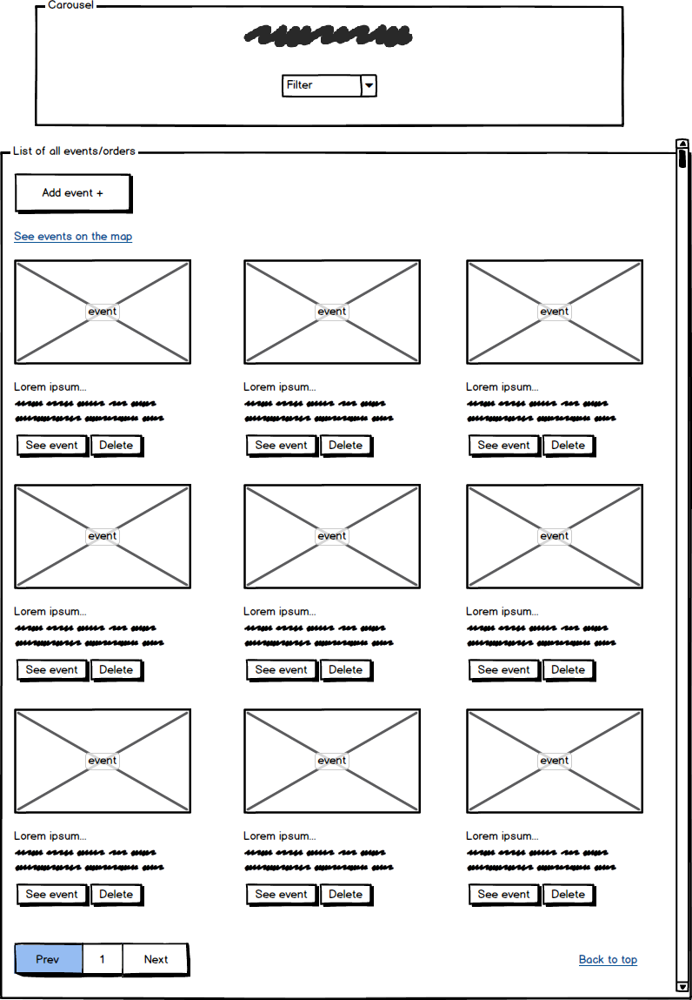 Carousel
Filter
List of all events/orders
Add event +
See events on the map
event event event
Lorem ipsum... Lorem ipsum... Lorem ipsum...
See event Delete See event Delete See event Delete
event event event
Lorem ipsum... Lorem ipsum... Lorem ipsum...
See event Delete See event Delete See event Delete
event event event
Lorem ipsum... Lorem ipsum... Lorem ipsum...
See event Delete See event Delete See event Delete
Prev 1 Next Back to top